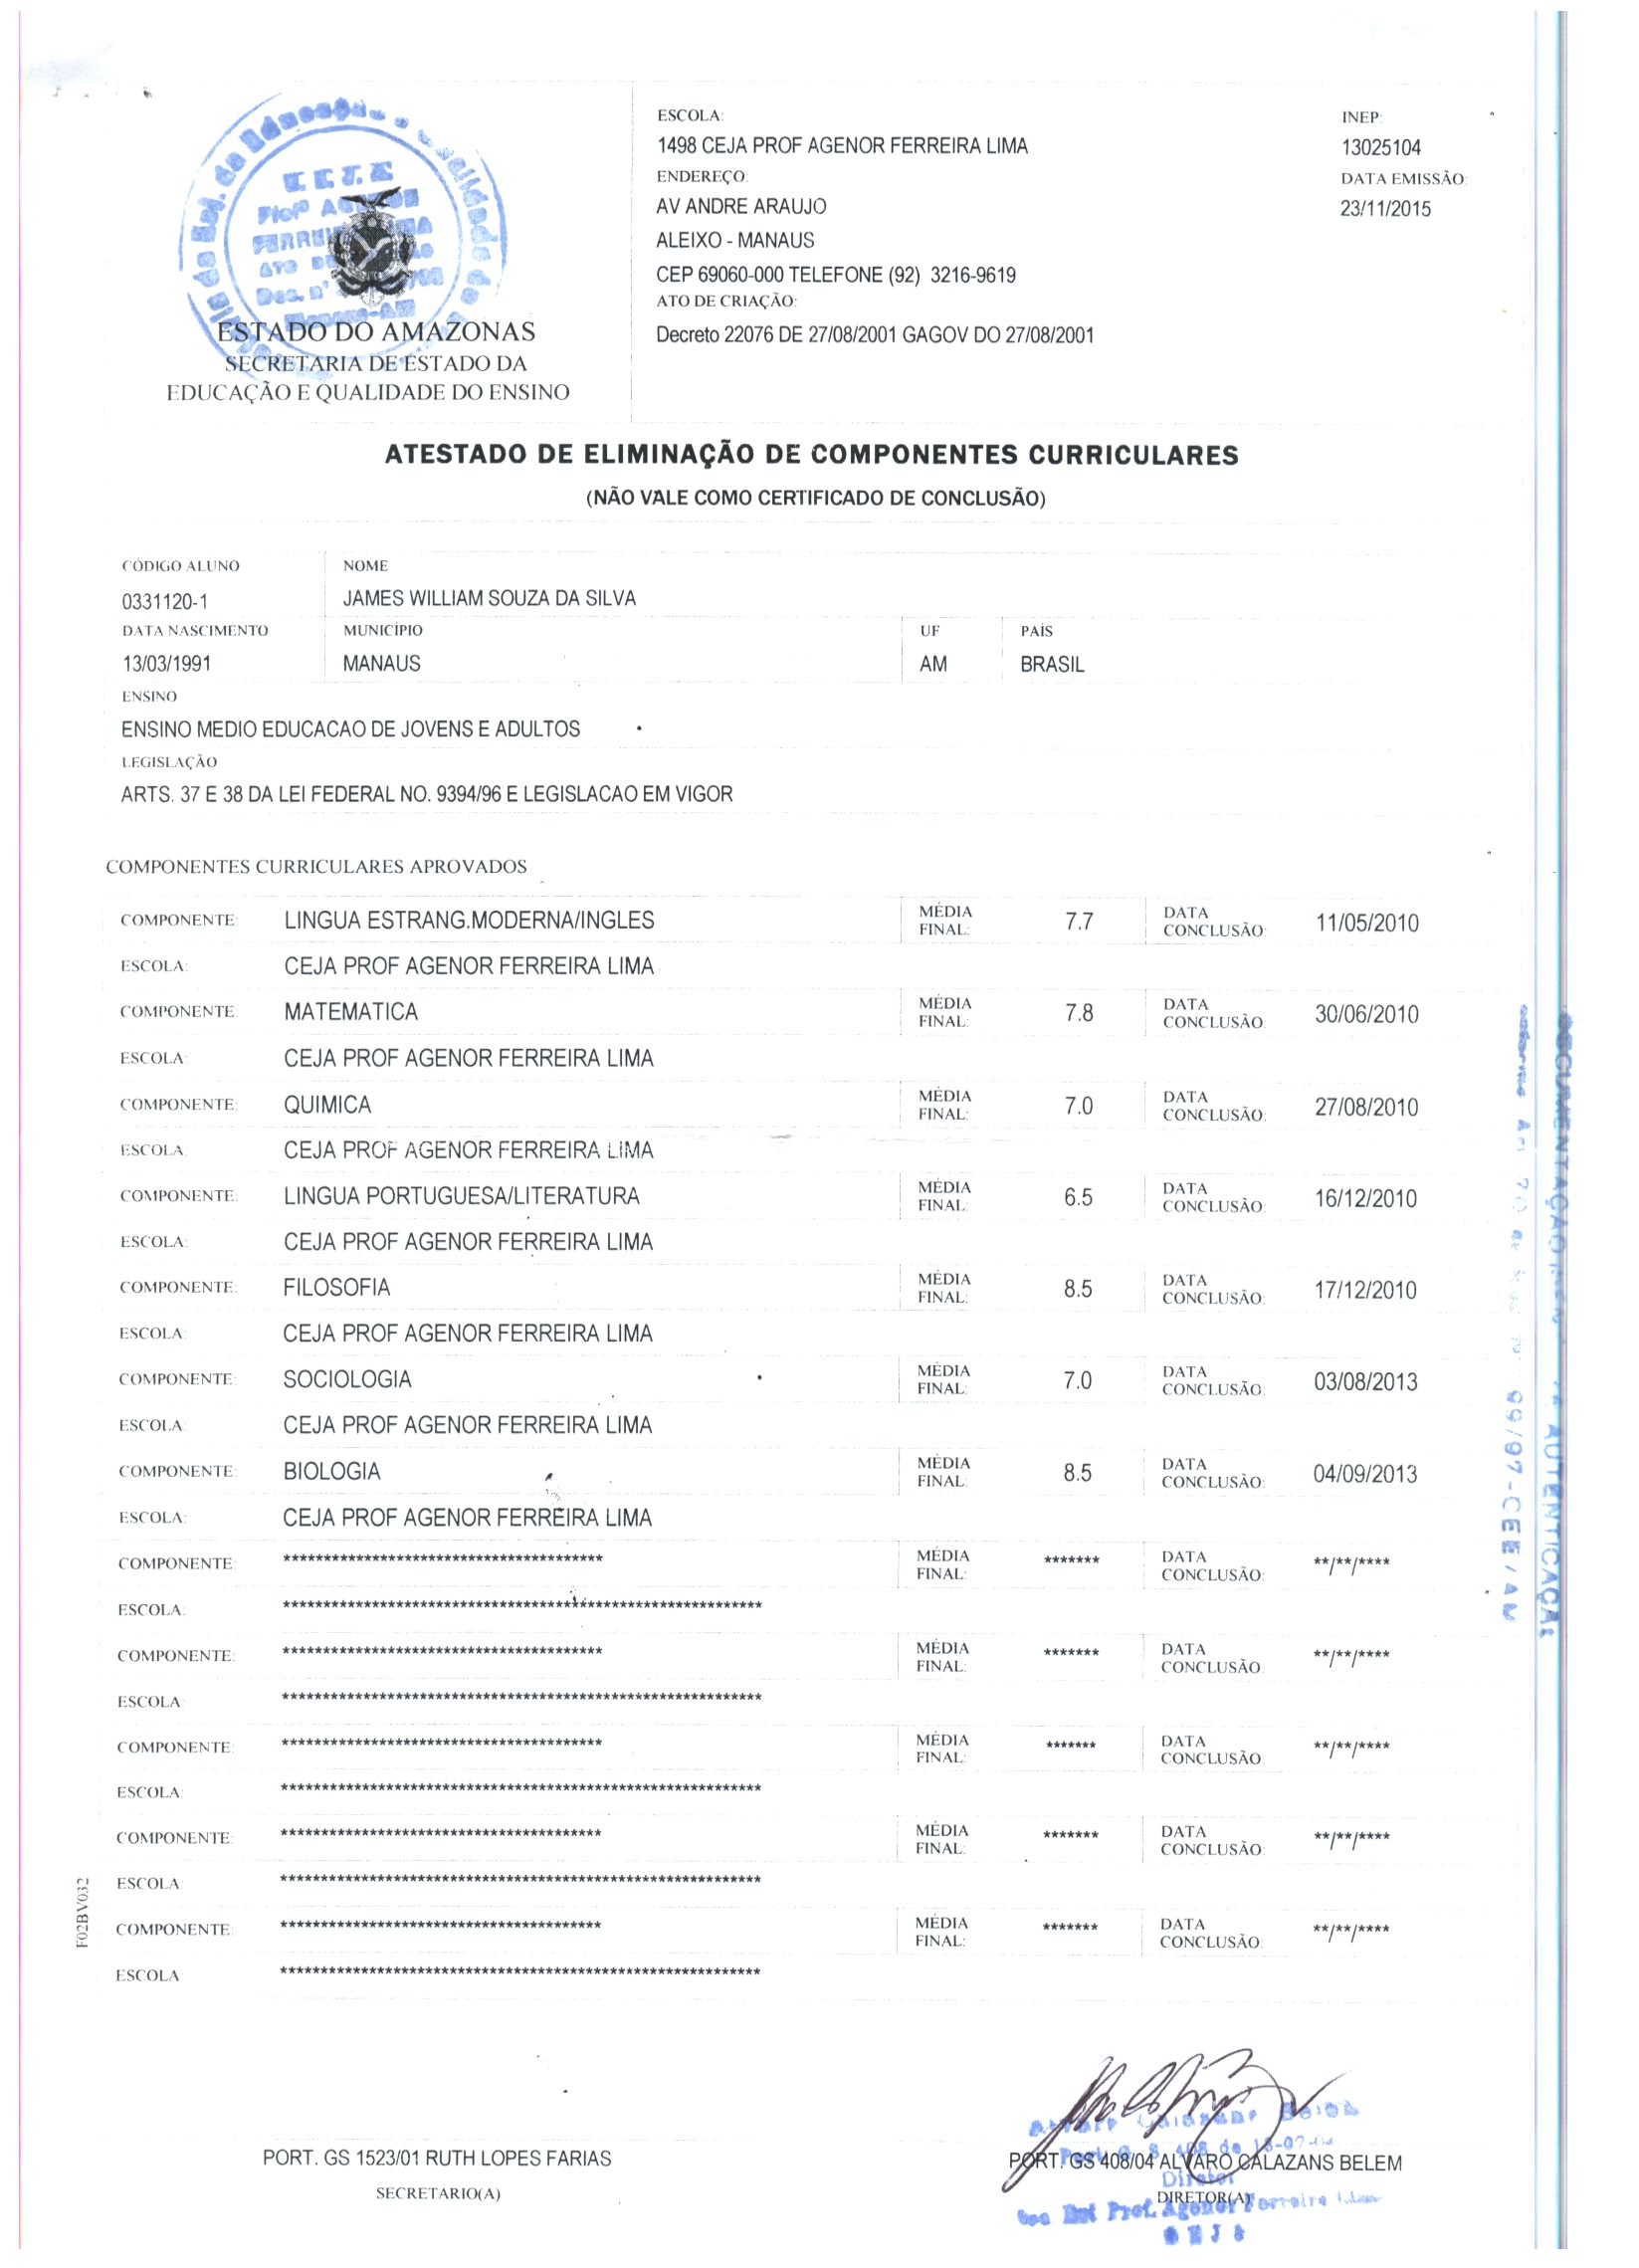 ESTADO DO AMAZONAS
SECRETARIA DE ESTADO DA
EDUCAÇÃO E QUALIDADE DO ENSINO
ESCOLA:
1498 CEJA PROF AGENOR FERREIRA LIMA
ENDEREÇO:
AV ANDRE ARAUJO
ALEIXO - MANAUS
CEP 69060-000 TELEFONE (92) 3216-9619
ATO DE CRIAÇÃO:
Decreto 22076 DE 27/08/2001 GAGOV DO 27/08/2001
INEP:
13025104
DATA EMISSÃO:
23/11/2015
ATESTADO DE ELIMINAÇÃO DE COMPONENTES CURRICULARES
(NÃO VALE COMO CERTIFICADO DE CONCLUSÃO)
CÓDIGO ALUNO NOME
0331120-1 JAMES WILLIAM SOUZA DA SILVA
DATA NASCIMENTO MUNICÍPIO UF PAÍS
13/03/1991 MANAUS AM BRASIL
ENSINO
ENSINO MEDIO EDUCACAO DE JOVENS E ADULTOS
LEGISLAÇÃO
ARTS. 37 E 38 DA LEI FEDERAL NO. 9394/96 E LEGISLACAO EM VIGOR
COMPONENTES CURRICULARES APROVADOS
COMPONENTE: LINGUA ESTRANG.MODERNA/INGLES MÉDIA FINAL: 7.7 DATA CONCLUSÃO: 11/05/2010
ESCOLA: CEJA PROF AGENOR FERREIRA LIMA
COMPONENTE: MATEMATICA MÉDIA FINAL: 7.8 DATA CONCLUSÃO: 30/06/2010
ESCOLA: CEJA PROF AGENOR FERREIRA LIMA
COMPONENTE: QUIMICA MÉDIA FINAL: 7.0 DATA CONCLUSÃO: 27/08/2010
ESCOLA: CEJA PROF AGENOR FERREIRA LIMA
COMPONENTE: LINGUA PORTUGUESA/LITERATURA MÉDIA FINAL: 6.5 DATA CONCLUSÃO: 16/12/2010
ESCOLA: CEJA PROF AGENOR FERREIRA LIMA
COMPONENTE: FILOSOFIA MÉDIA FINAL: 8.5 DATA CONCLUSÃO: 17/12/2010
ESCOLA: CEJA PROF AGENOR FERREIRA LIMA
COMPONENTE: SOCIOLOGIA MÉDIA FINAL: 7.0 DATA CONCLUSÃO: 03/08/2013
ESCOLA: CEJA PROF AGENOR FERREIRA LIMA
COMPONENTE: BIOLOGIA MÉDIA FINAL: 8.5 DATA CONCLUSÃO: 04/09/2013
ESCOLA: CEJA PROF AGENOR FERREIRA LIMA
COMPONENTE: **************************************** MÉDIA FINAL: ******* DATA CONCLUSÃO: **/**/****
ESCOLA: ************************************************************
COMPONENTE: **************************************** MÉDIA FINAL: ******* DATA CONCLUSÃO: **/**/****
ESCOLA: ************************************************************
COMPONENTE: **************************************** MÉDIA FINAL: ******* DATA CONCLUSÃO: **/**/****
ESCOLA: ************************************************************
COMPONENTE: **************************************** MÉDIA FINAL: ******* DATA CONCLUSÃO: **/**/****
ESCOLA: ************************************************************
COMPONENTE: **************************************** MÉDIA FINAL: ******* DATA CONCLUSÃO: **/**/****
ESCOLA: ************************************************************
F02BV032
99/97-CEE/AM
AUTENTICAÇÃO
PORT. GS 1523/01 RUTH LOPES FARIAS
SECRETARIO(A)
PORT. GS 408/04 ALVARO CALAZANS BELEM
DIRETOR(A)
Diretor
Prof. Agenor Ferreira Lima